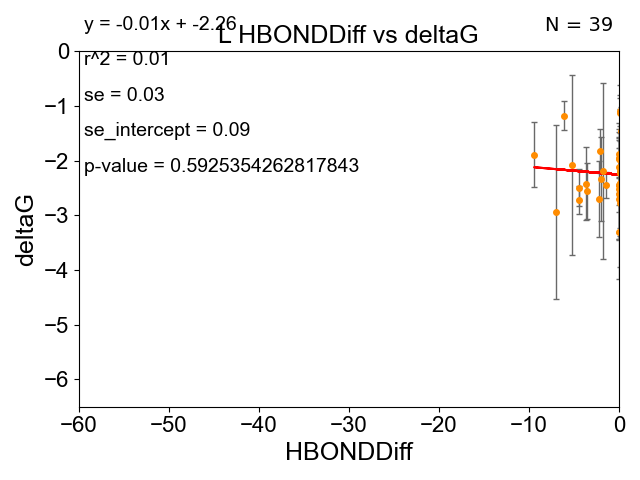 y = -0.01x + -2.26
N = 39
L HBONDDiff vs deltaG
r^2 = 0.01
se = 0.03
se_intercept = 0.09
p-value = 0.5925354262817843
deltaG
0
−1
−2
−3
−4
−5
−6
−60 −50 −40 −30 −20 −10 0
HBONDDiff